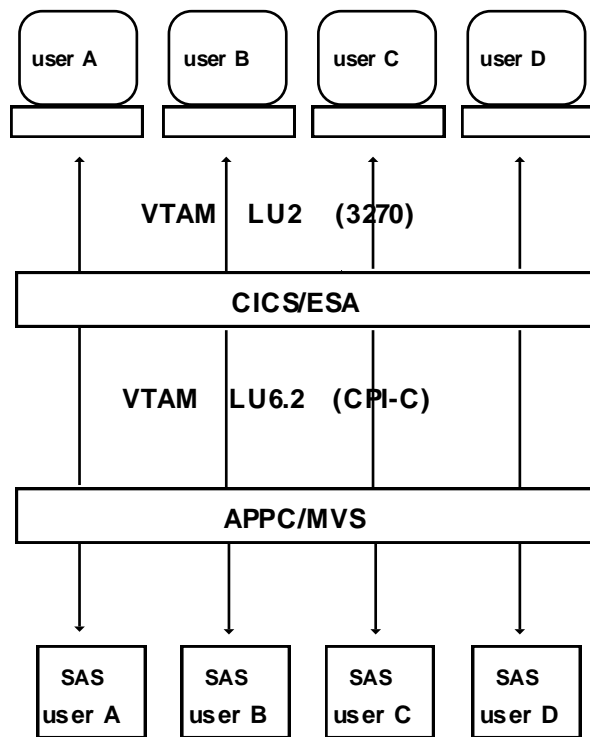 user A user B user C user D
VTAM LU2 (3270)
CICS/ESA
VTAM LU6.2 (CPI-C)
APPC/MVS
SAS SAS SAS SAS
user A user B user C user D